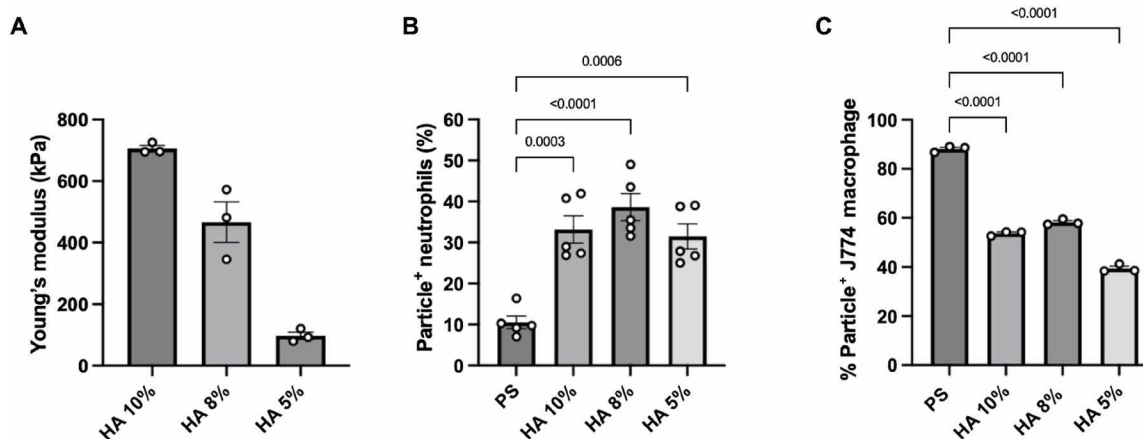 A
Young's modulus (kPa)
800
600
400
200
0
HA 10%
HA 8%
HA 5%
B
Particle+ neutrophils (%)
0.0006
<0.0001
0.0003
60
50
40
30
20
10
0
PS
HA 10%
HA 8%
HA 5%
C
% Particle+ J774 macrophage
<0.0001
<0.0001
<0.0001
100
80
60
40
20
0
PS
HA 10%
HA 8%
HA 5%